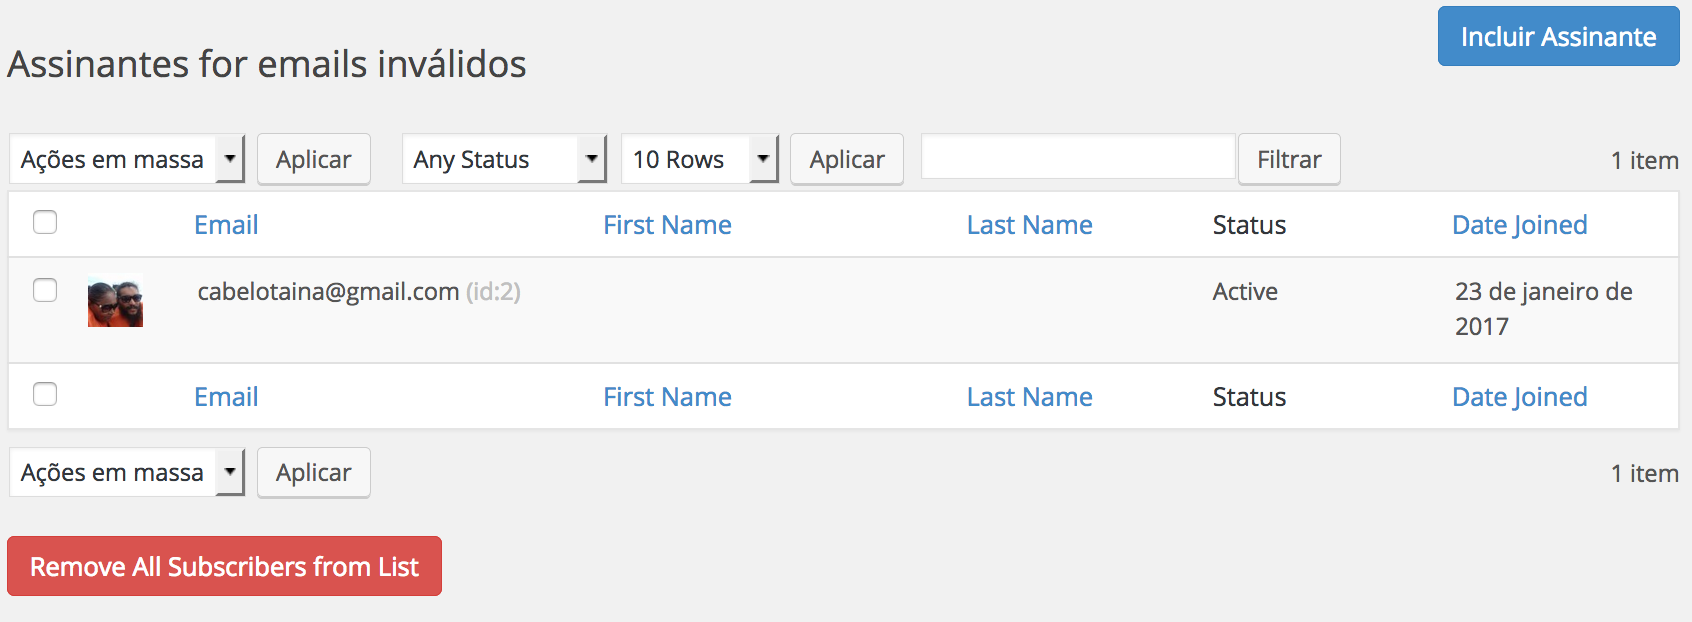 Incluir Assinante
Assinantes for emails inválidos
Ações em massa Aplicar Any Status 10 Rows Aplicar Filtrar 1 item
Email First Name Last Name Status Date Joined
cabelotaina@gmail.com (id:2) Active 23 de janeiro de
2017
Email First Name Last Name Status Date Joined
Ações em massa Aplicar 1 item
Remove All Subscribers from List